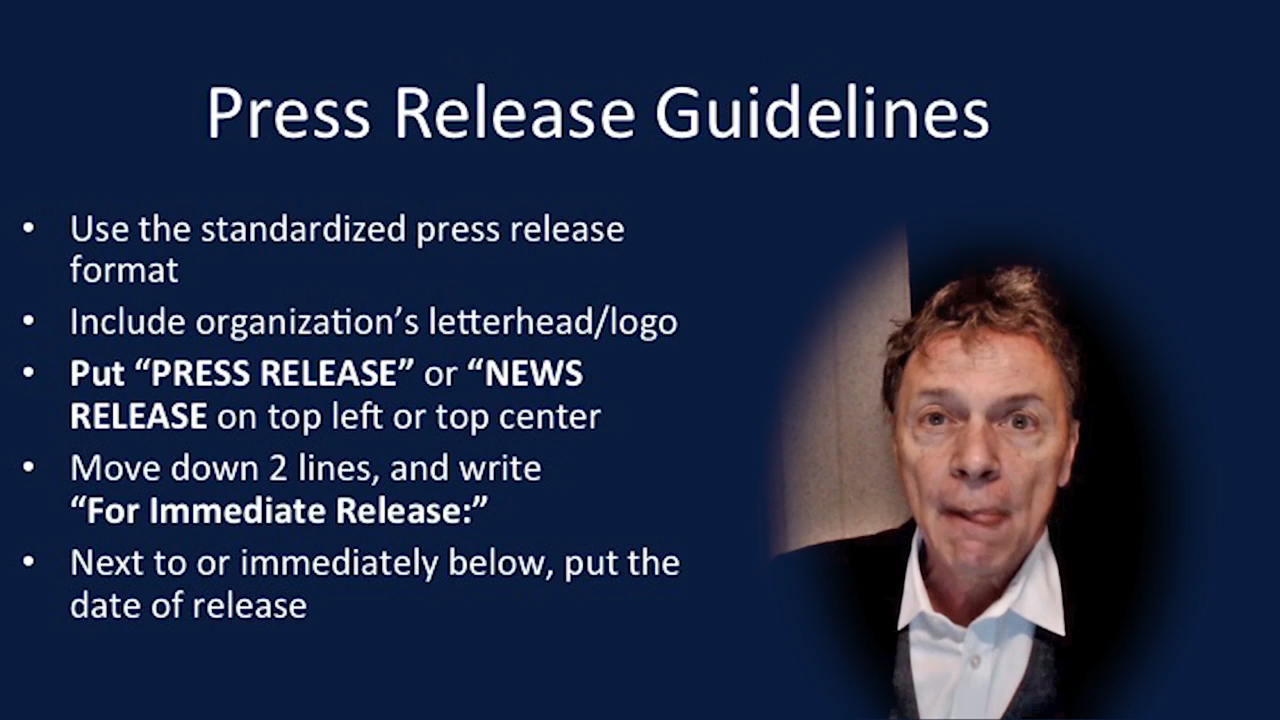 Press Release Guidelines
• Use the standardized press release
format
• Include organization’s letterhead/logo
• Put “PRESS RELEASE” or “NEWS
RELEASE on top left or top center
• Move down 2 lines, and write
“For Immediate Release:”
• Next to or immediately below, put the
date of release